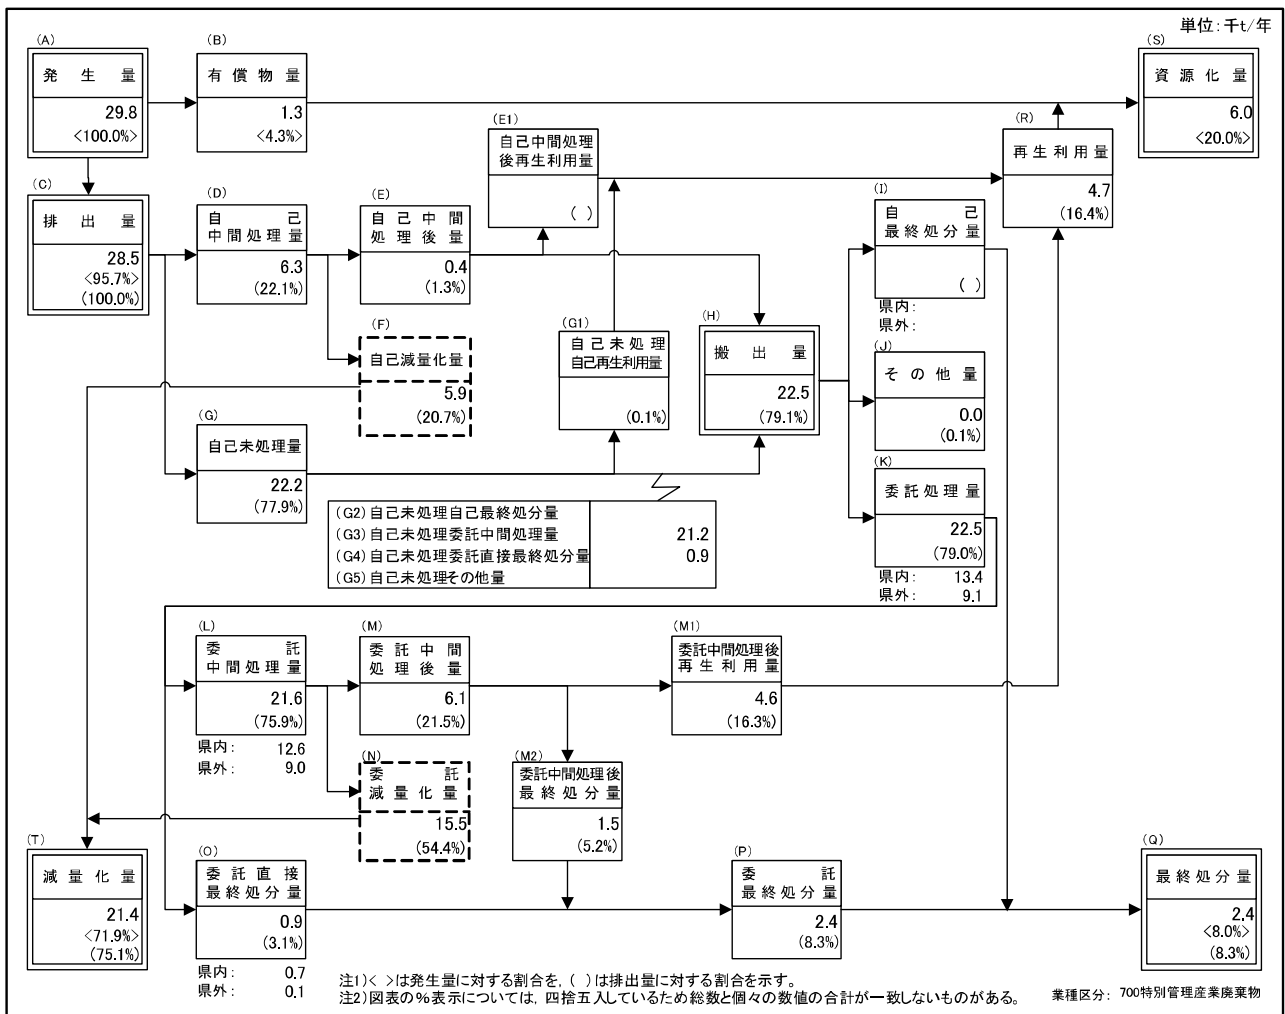 単位:千t/年
(A)
発生量
29.8
<100.0%>
(B)
有償物量
1.3
<4.3%>
(S)
資源化量
6.0
<20.0%>
(E1)
自己中間処理
後再生利用量
( )
(R)
再生利用量
4.7
(16.4%)
(C)
排出量
28.5
<95.7%>
(100.0%)
(D)
自己
中間処理量
6.3
(22.1%)
(E)
自己中間
処理後量
0.4
(1.3%)
(I)
自己
最終処分量
( )
県内:
県外:
(F)
自己減量化量
5.9
(20.7%)
(G1)
自己未処理
自己再生利用量
(0.1%)
(H)
搬出量
22.5
(79.1%)
(J)
その他量
0.0
(0.1%)
(G)
自己未処理量
22.2
(77.9%)
(K)
委託処理量
22.5
(79.0%)
県内: 13.4
県外: 9.1
(G2)自己未処理自己最終処分量
(G3)自己未処理委託中間処理量 21.2
(G4)自己未処理委託直接最終処分量 0.9
(G5)自己未処理その他量
(L)
委託
中間処理量
21.6
(75.9%)
県内: 12.6
県外: 9.0
(M)
委託中間
処理後量
6.1
(21.5%)
(M1)
委託中間処理後
再生利用量
4.6
(16.3%)
(N)
委託
減量化量
15.5
(54.4%)
(M2)
委託中間処理後
最終処分量
1.5
(5.2%)
(T)
減量化量
21.4
<71.9%>
(75.1%)
(O)
委託直接
最終処分量
0.9
(3.1%)
県内: 0.7
県外: 0.1
(P)
委託
最終処分量
2.4
(8.3%)
(Q)
最終処分量
2.4
<8.0%>
(8.3%)
注1)< >は発生量に対する割合を,( )は排出量に対する割合を示す。
注2)図表の%表示については,四捨五入しているため総数と個々の数値の合計が一致しないものがある。
業種区分: 700特別管理産業廃棄物